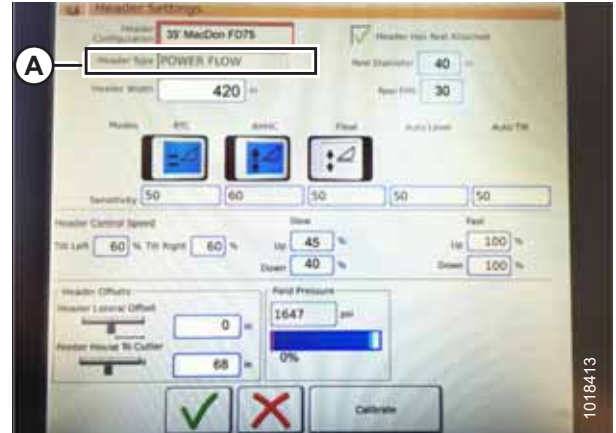 Header Settings
Header Configuration 35' MacDon FD75
Header Has Reel Attached
A
Header Type POWER FLOW
Reel Diameter 40 in
Header Width 420 in
Reel PPR 30
Modes RTC AHHC Float Auto Level Auto Tilt
Sensitivity 50 60 50 50 50
Header Control Speed Slow Fast
Tilt Left 60 % Tilt Right 60 % Up 45 % Up 100 %
Down 40 % Down 100 %
Header Offsets Field Pressure
Header Lateral Offset 1647 psi
0 in
Feeder House To Cutter
68 in 0%
Calibrate
1018413